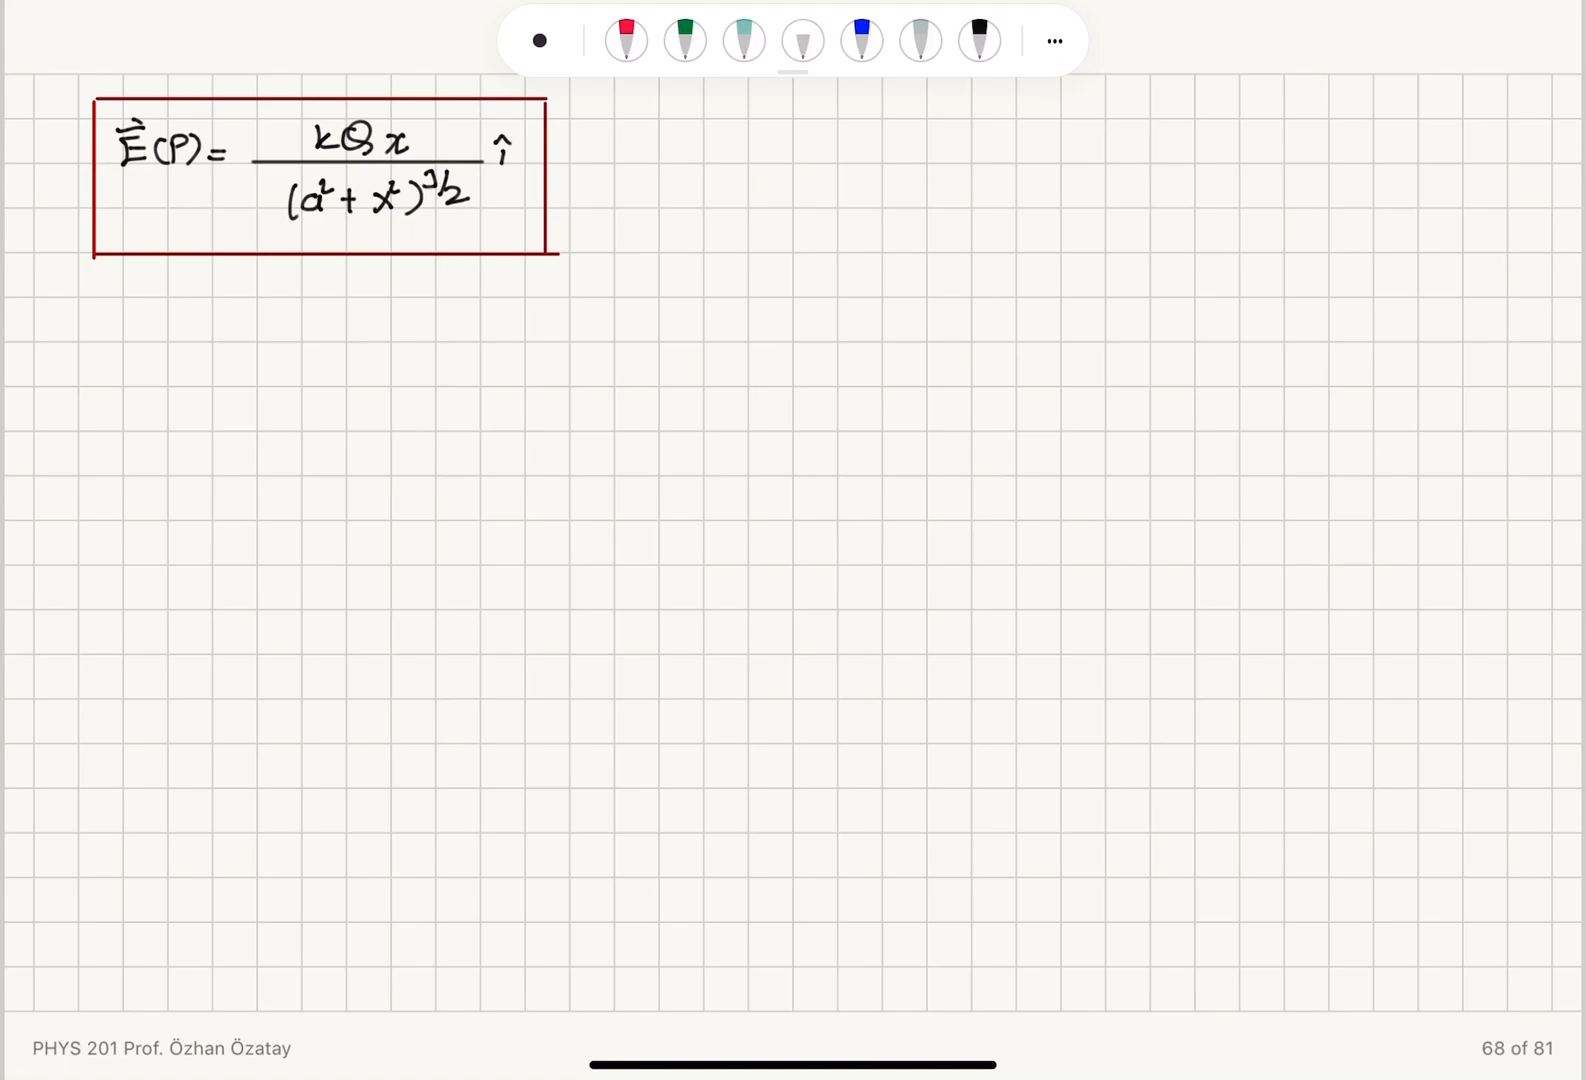 E⃗(P) = kQx / (a² + x²)^3/2 î
PHYS 201 Prof. Özhan Özatay
68 of 81